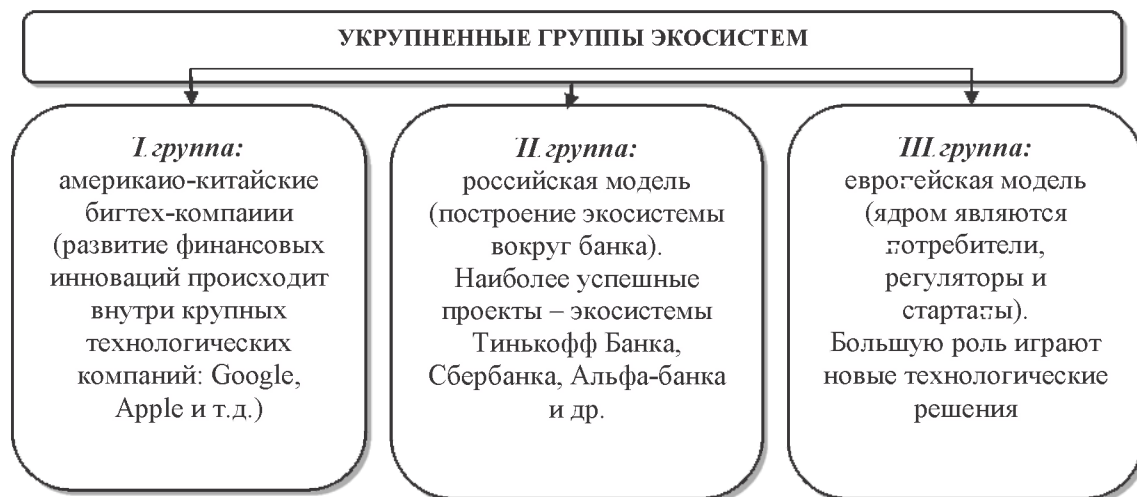 УКРУПНЕННЫЕ ГРУППЫ ЭКОСИСТЕМ
I группа:
америкаио-китайские
бигтех-компаиии
(развитие финансовых
инноваций происходит
внутри крупных
технологических
компаний: Google,
Apple и т.д.)
II группа:
российская модель
(построение экосистемы
вокруг банка).
Наиболее успешные
проекты – экосистемы
Тинькофф Банка,
Сбербанка, Альфа-банка
и др.
III группа:
европейская модель
(ядром являются
потребители,
регуляторы и
стартапы).
Большую роль играют
новые технологические
решения